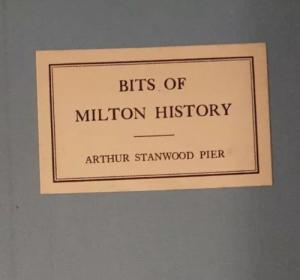 BITS OF
MILTON HISTORY
ARTHUR STANWOOD PIER